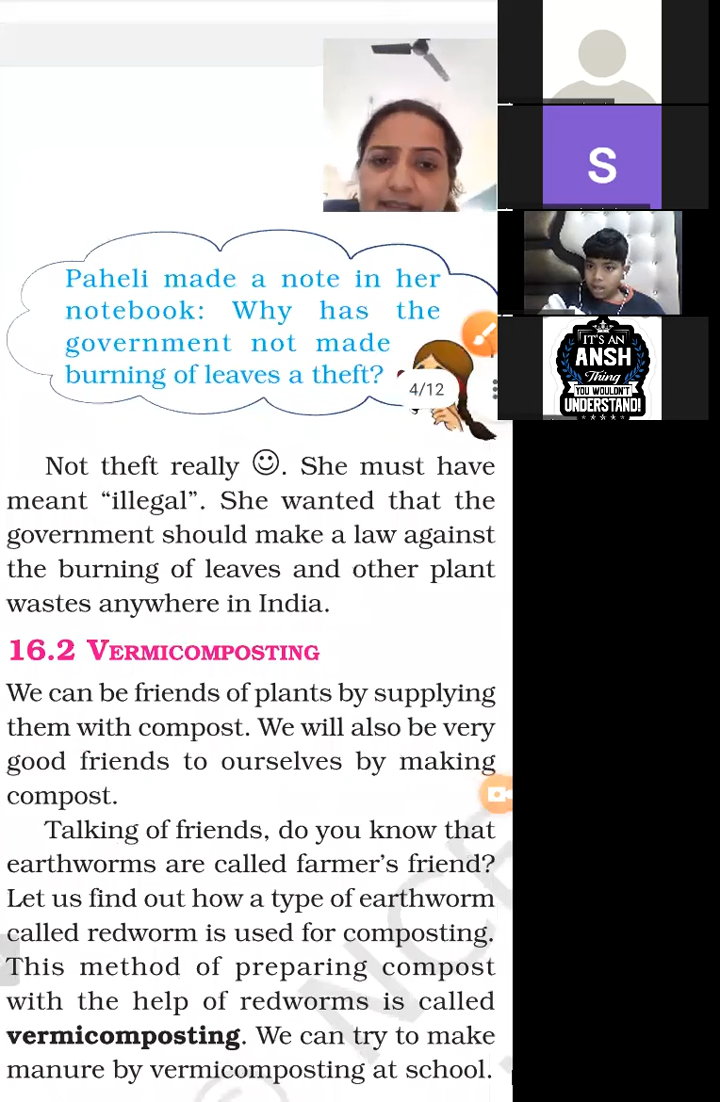 Paheli made a note in her
notebook: Why has the
government not made
burning of leaves a theft?
4/12
S
IT'S AN
ANSH
Thing
YOU WOULDN'T
UNDERSTAND!
Not theft really ☺. She must have
meant “illegal”. She wanted that the
government should make a law against
the burning of leaves and other plant
wastes anywhere in India.
16.2 VERMICOMPOSTING
We can be friends of plants by supplying
them with compost. We will also be very
good friends to ourselves by making
compost.
Talking of friends, do you know that
earthworms are called farmer’s friend?
Let us find out how a type of earthworm
called redworm is used for composting.
This method of preparing compost
with the help of redworms is called
vermicomposting. We can try to make
manure by vermicomposting at school.